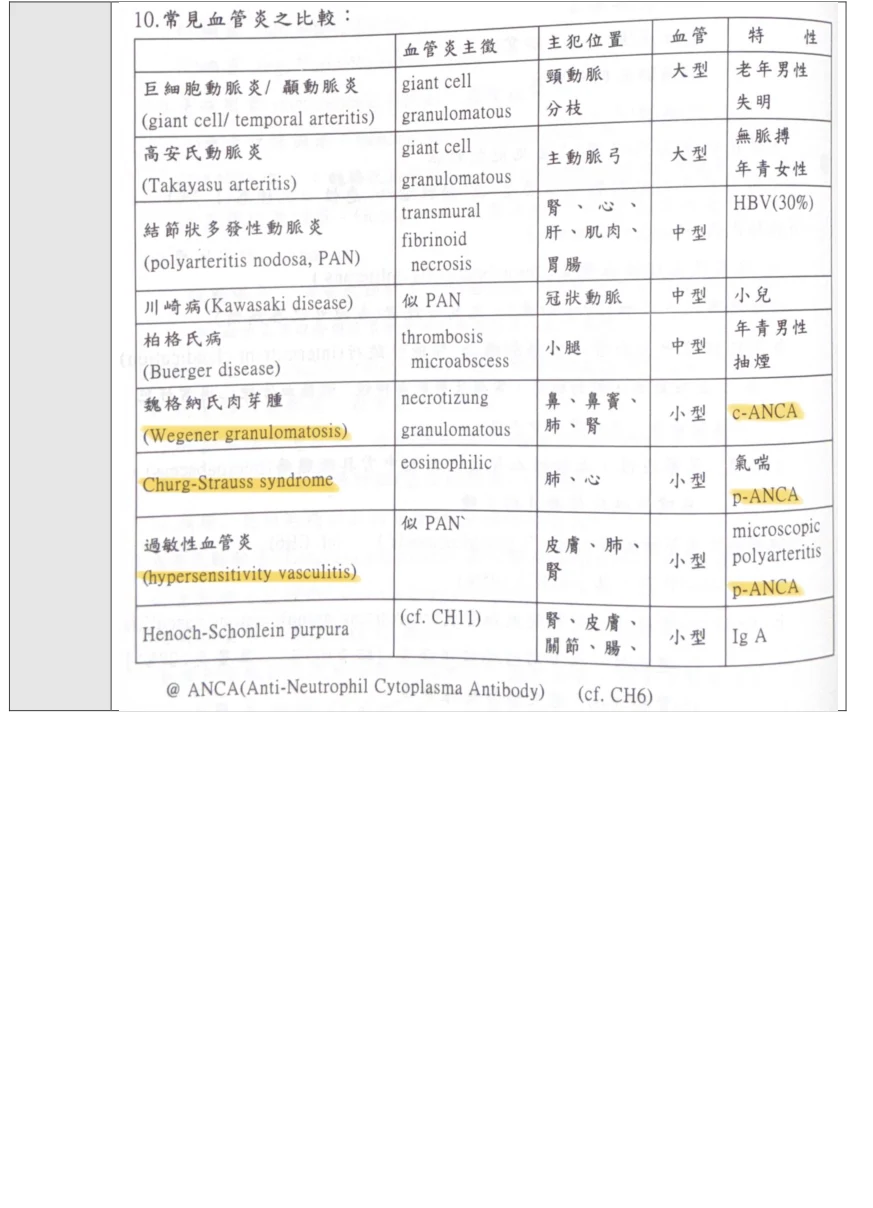 10.常見血管炎之比較：
血管炎主徵 主犯位置 血管 特 性
巨細胞動脈炎/ 顳動脈炎 giant cell 頸動脈 大型 老年男性
(giant cell/ temporal arteritis) granulomatous 分枝 失明
高安氏動脈炎 giant cell 主動脈弓 大型 無脈搏
(Takayasu arteritis) granulomatous 年青女性
結節狀多發性動脈炎 transmural 腎、心、 中型 HBV(30%)
(polyarteritis nodosa, PAN) fibrinoid 肝、肌肉、
necrosis 胃腸
川崎病(Kawasaki disease) 似 PAN 冠狀動脈 中型 小兒
柏格氏病 thrombosis 小腿 中型 年青男性
(Buerger disease) microabscess 抽煙
魏格納氏肉芽腫 necrotizung 鼻、鼻竇、 小型 c-ANCA
(Wegener granulomatosis) granulomatous 肺、腎
Churg-Strauss syndrome eosinophilic 肺、心 小型 氣喘
p-ANCA
過敏性血管炎 似 PAN` 皮膚、肺、 小型 microscopic
(hypersensitivity vasculitis) 腎 polyarteritis
p-ANCA
Henoch-Schonlein purpura (cf. CH11) 腎、皮膚、 小型 Ig A
關節、腸、
@ ANCA(Anti-Neutrophil Cytoplasma Antibody) (cf. CH6)